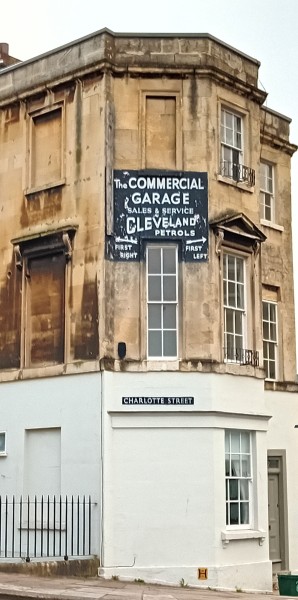 The COMMERCIAL
GARAGE
SALES & SERVICE
CLEVELAND
PETROLS
FIRST
RIGHT
FIRST
LEFT
CHARLOTTE STREET